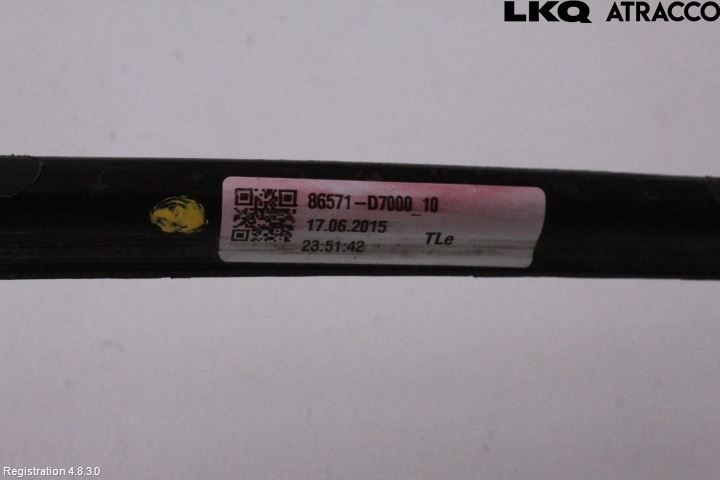 LKQ ATRACCO
86571-D7000_10
17.06.2015
23:51:42 TLe
Registration 4.8.3.0